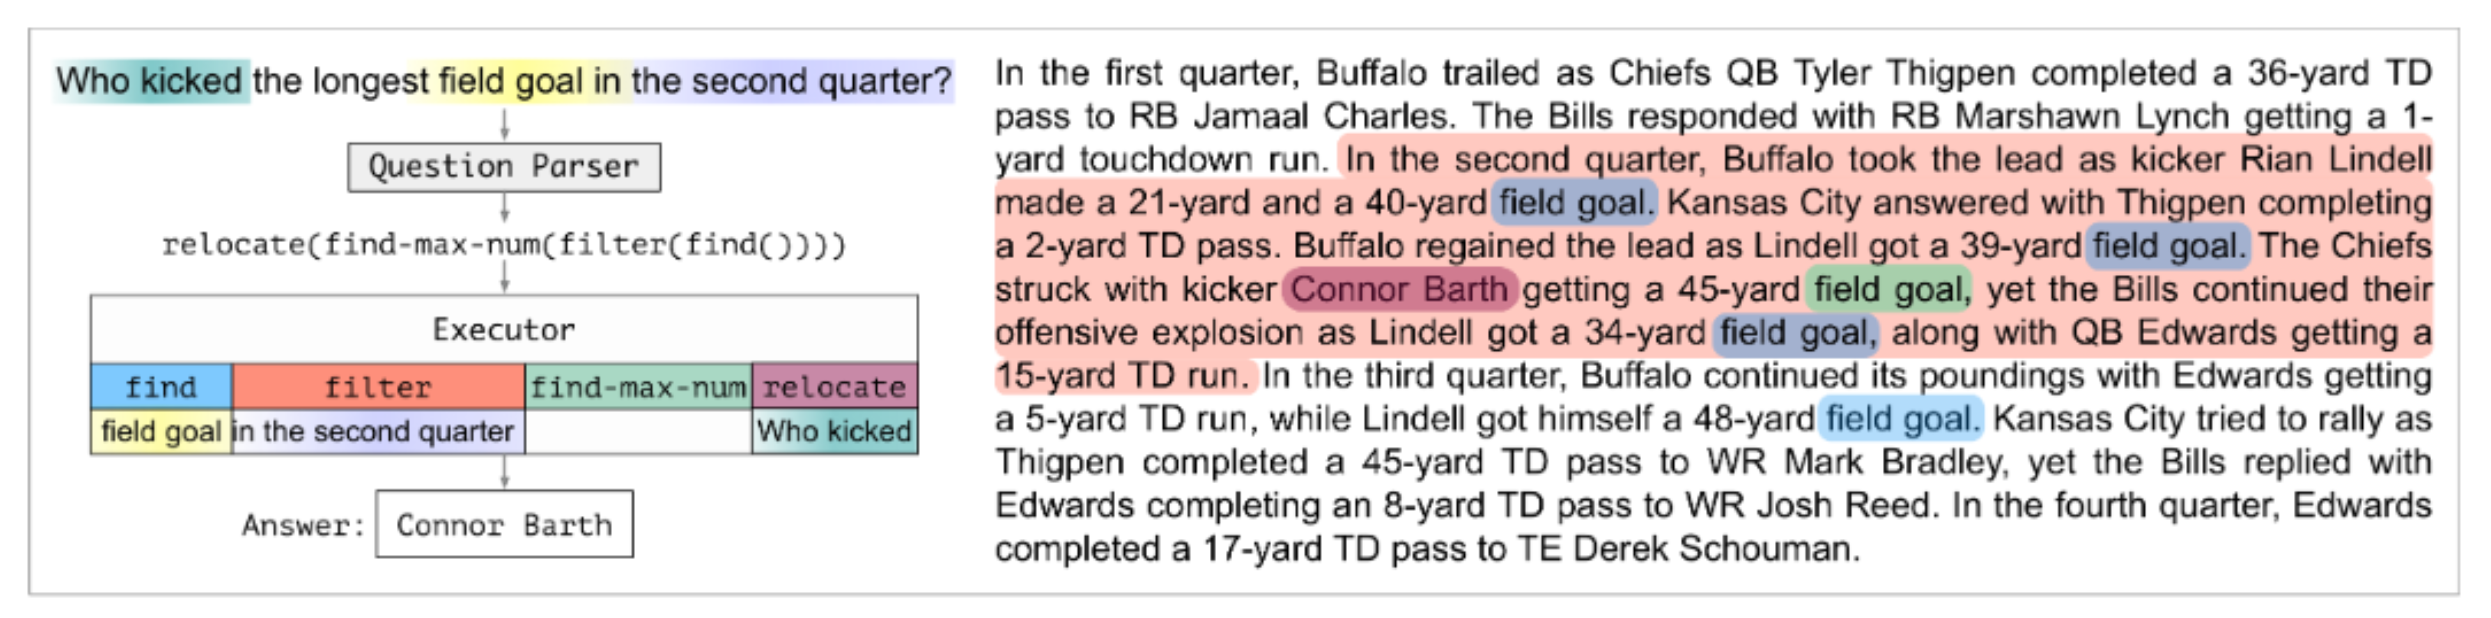 Who kicked the longest field goal in the second quarter?
Question Parser
relocate(find-max-num(filter(find())))
Executor
find filter find-max-num relocate
field goal in the second quarter Who kicked
Answer: Connor Barth
In the first quarter, Buffalo trailed as Chiefs QB Tyler Thigpen completed a 36-yard TD
pass to RB Jamaal Charles. The Bills responded with RB Marshawn Lynch getting a 1-
yard touchdown run. In the second quarter, Buffalo took the lead as kicker Rian Lindell
made a 21-yard and a 40-yard field goal. Kansas City answered with Thigpen completing
a 2-yard TD pass. Buffalo regained the lead as Lindell got a 39-yard field goal. The Chiefs
struck with kicker Connor Barth getting a 45-yard field goal, yet the Bills continued their
offensive explosion as Lindell got a 34-yard field goal, along with QB Edwards getting a
15-yard TD run. In the third quarter, Buffalo continued its poundings with Edwards getting
a 5-yard TD run, while Lindell got himself a 48-yard field goal. Kansas City tried to rally as
Thigpen completed a 45-yard TD pass to WR Mark Bradley, yet the Bills replied with
Edwards completing an 8-yard TD pass to WR Josh Reed. In the fourth quarter, Edwards
completed a 17-yard TD pass to TE Derek Schouman.